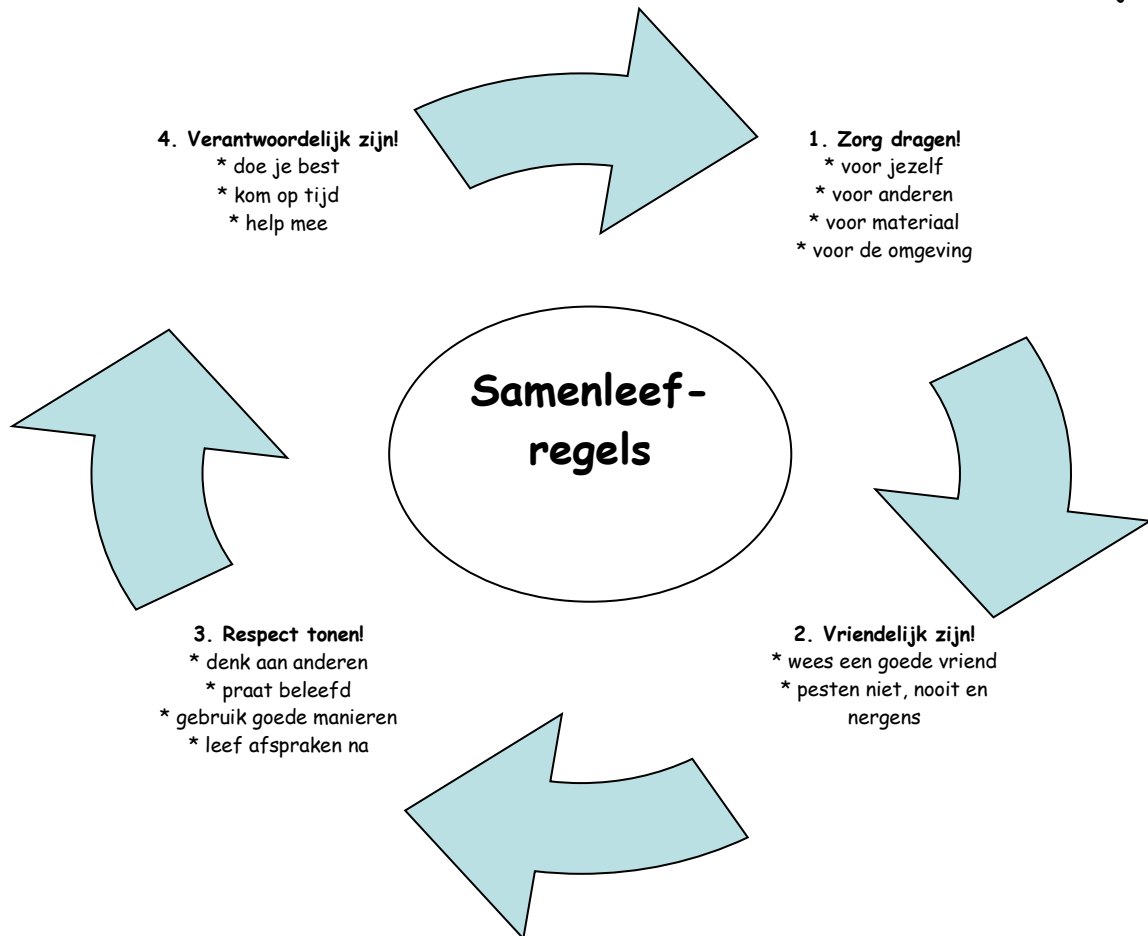 Samenleef-
regels
1. Zorg dragen!
* voor jezelf
* voor anderen
* voor materiaal
* voor de omgeving
2. Vriendelijk zijn!
* wees een goede vriend
* pesten niet, nooit en
nergens
3. Respect tonen!
* denk aan anderen
* praat beleefd
* gebruik goede manieren
* leef afspraken na
4. Verantwoordelijk zijn!
* doe je best
* kom op tijd
* help mee